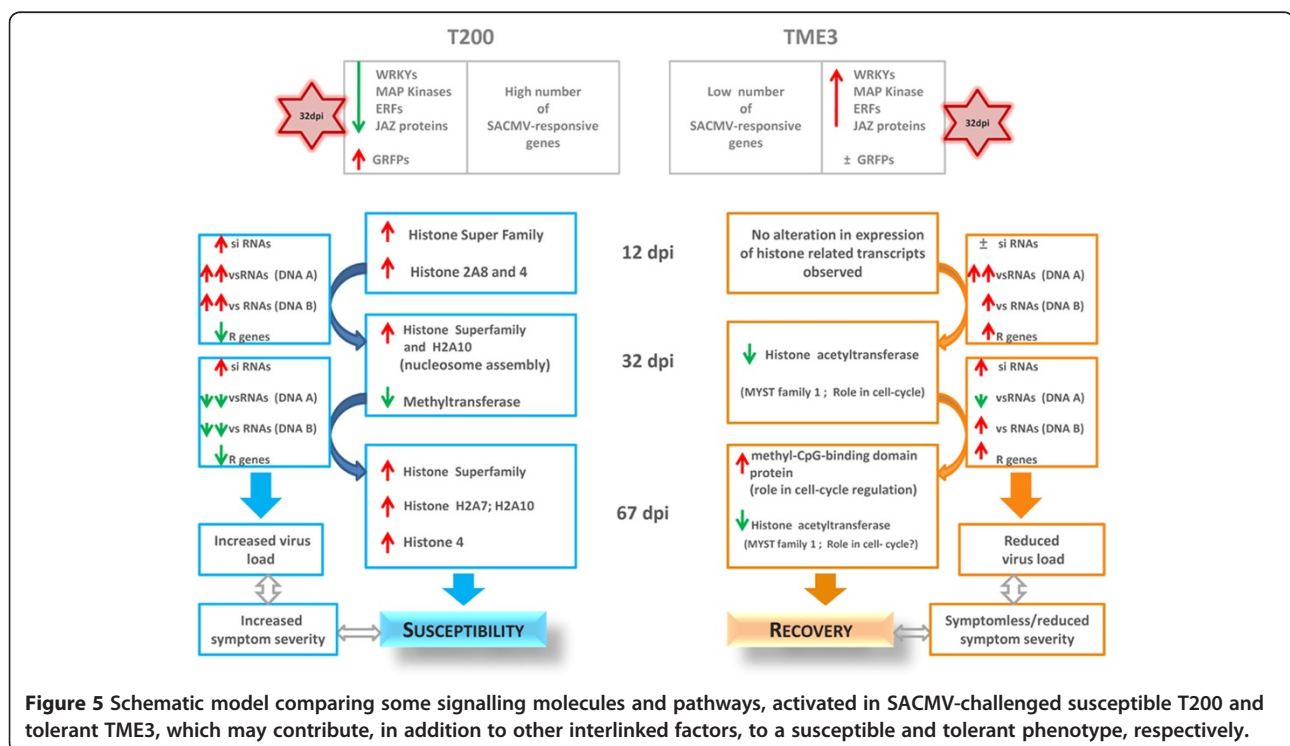 T200
TME3
32dpi
WRKYs
MAP Kinases
ERFs
JAZ proteins
GRFPs
High number
of
SACMV-responsive
genes
Low number
of
SACMV-responsive
genes
WRKYs
MAP Kinase
ERFs
JAZ proteins
± GRFPs
32dpi
si RNAs
vsRNAs (DNA A)
vs RNAs (DNA B)
R genes
Histone Super Family
Histone 2A8 and 4
12 dpi
No alteration in expression
of histone related transcripts
observed
± si RNAs
vsRNAs (DNA A)
vs RNAs (DNA B)
R genes
Histone Superfamily
and H2A10
(nucleosome assembly)
Methyltransferase
32 dpi
Histone acetyltransferase
(MYST family 1 ; Role in cell-cycle)
si RNAs
vsRNAs (DNA A)
vs RNAs (DNA B)
R genes
si RNAs
vsRNAs (DNA A)
vs RNAs (DNA B)
R genes
Histone Superfamily
Histone H2A7; H2A10
Histone 4
67 dpi
methyl-CpG-binding domain
protein
(role in cell-cycle regulation)
Histone acetyltransferase
(MYST family 1 ; Role in cell- cycle?)
Increased virus
load
Reduced
virus load
Increased
symptom severity
SUSCEPTIBILITY
RECOVERY
Symptomless/reduced
symptom severity
Figure 5 Schematic model comparing some signalling molecules and pathways, activated in SACMV-challenged susceptible T200 and
tolerant TME3, which may contribute, in addition to other interlinked factors, to a susceptible and tolerant phenotype, respectively.